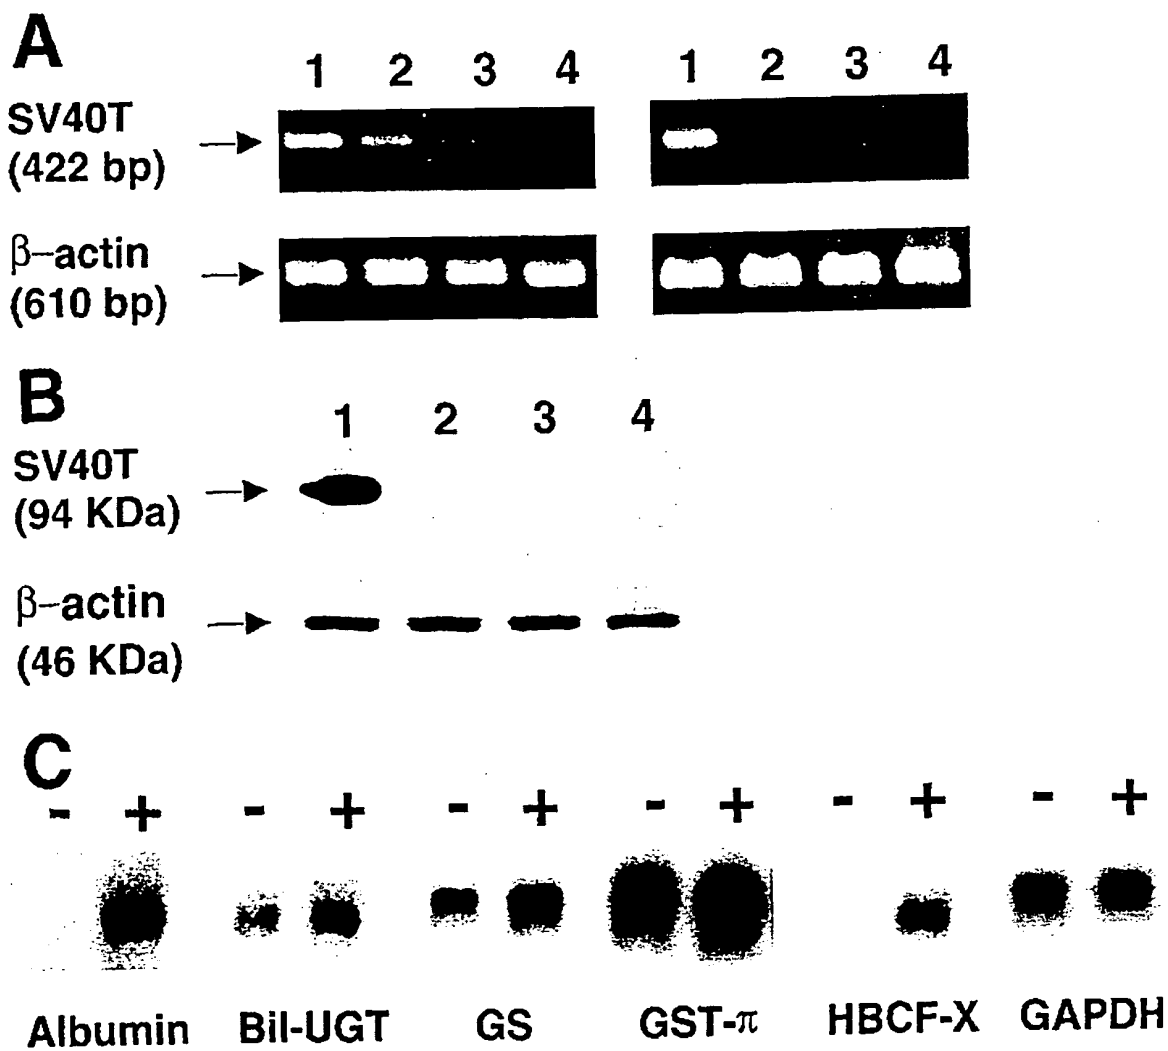 A
1 2 3 4 1 2 3 4
SV40T
(422 bp)
β–actin
(610 bp)
B
1 2 3 4
SV40T
(94 KDa)
β–actin
(46 KDa)
C
- + - + - + - + - + - +
Albumin Bil-UGT GS GST-π HBCF-X GAPDH